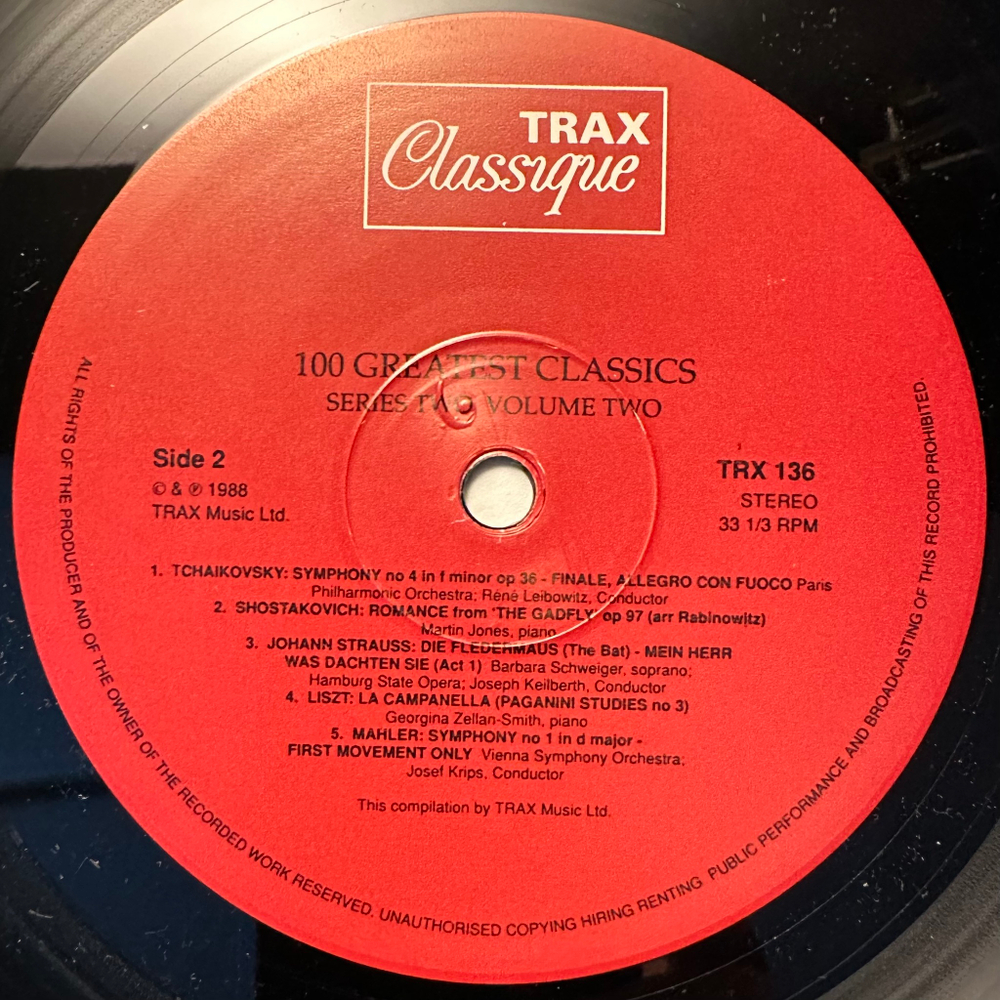 TRAX
Classique
100 GREATEST CLASSICS
SERIES TWO VOLUME TWO
Side 2
© & ℗ 1988
TRAX Music Ltd.
TRX 136
STEREO
33 1/3 RPM
1. TCHAIKOVSKY: SYMPHONY no 4 in f minor op 36 - FINALE, ALLEGRO CON FUOCO Paris
Philharmonic Orchestra; René Leibowitz, Conductor
2. SHOSTAKOVICH: ROMANCE from 'THE GADFLY' op 97 (arr Rabinowitz)
Martin Jones, piano
3. JOHANN STRAUSS: DIE FLEDERMAUS (The Bat) - MEIN HERR
WAS DACHTEN SIE (Act 1) Barbara Schweiger, soprano;
Hamburg State Opera; Joseph Keilberth, Conductor
4. LISZT: LA CAMPANELLA (PAGANINI STUDIES no 3)
Georgina Zellan-Smith, piano
5. MAHLER: SYMPHONY no 1 in d major -
FIRST MOVEMENT ONLY Vienna Symphony Orchestra;
Josef Krips, Conductor
This compilation by TRAX Music Ltd.
ALL RIGHTS OF THE PRODUCER AND OF THE OWNER OF THE RECORDED WORK RESERVED. UNAUTHORISED COPYING HIRING RENTING PUBLIC PERFORMANCE AND BROADCASTING OF THIS RECORD PROHIBITED.